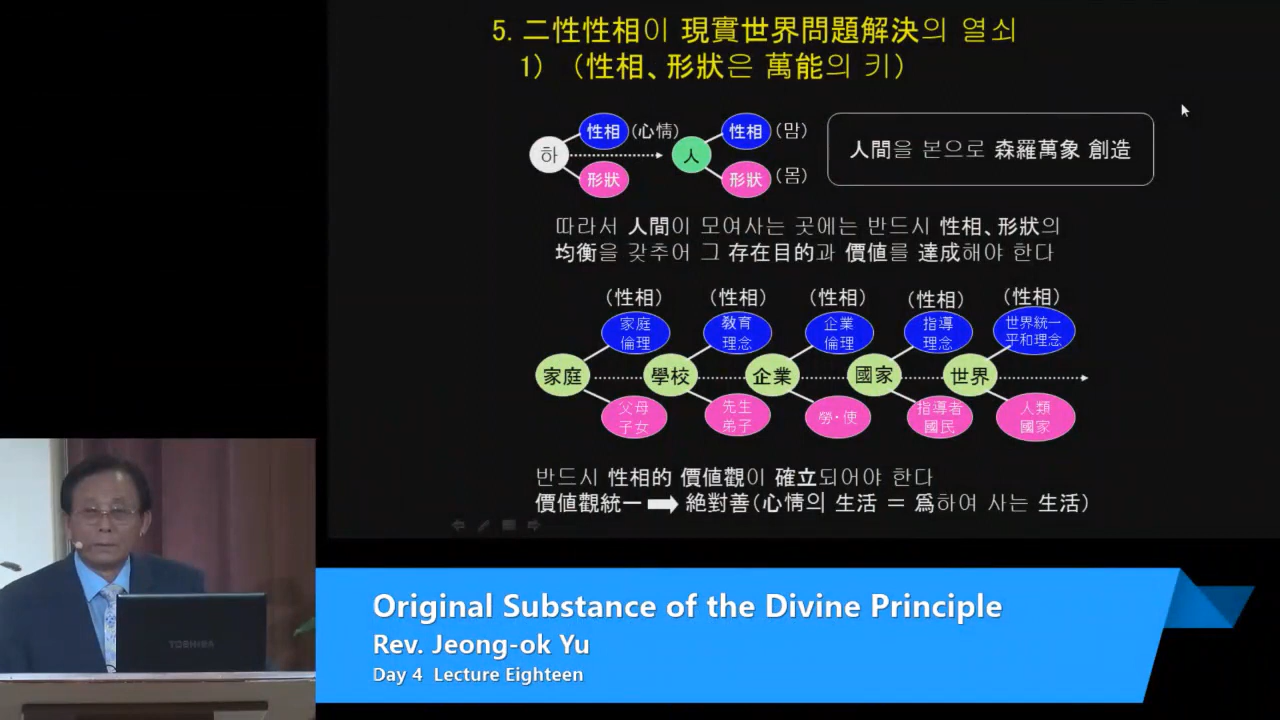 5. 二性性相이 現實世界問題解決의 열쇠
1) (性相、形狀은 萬能의 키)
性相 (心情) 性相 (맘)
하 人
形狀 形狀 (몸)
人間을 본으로 森羅萬象 創造
따라서 人間이 모여사는 곳에는 반드시 性相、形狀의
均衡을 갖추어 그 存在目的과 價値를 達成해야 한다
(性相) (性相) (性相) (性相) (性相)
家庭 教育 企業 指導 世界統一
倫理 理念 倫理 理念 平和理念
家庭 學校 企業 國家 世界
父母 先生 勞・使 指導者 人類
子女 弟子 國民 國家
반드시 性相的 價値觀이 確立되어야 한다
價値觀統一 ➡ 絶對善(心情의 生活 = 爲하여 사는 生活)
TOSHIBA
Original Substance of the Divine Principle
Rev. Jeong-ok Yu
Day 4 Lecture Eighteen